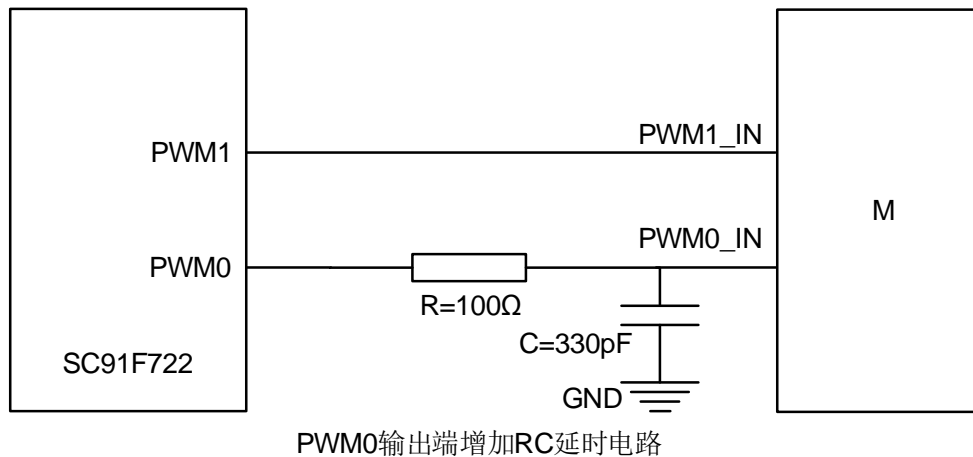 PWM1
PWM1_IN
M
PWM0
PWM0_IN
R=100Ω
C=330pF
SC91F722
GND
PWM0输出端增加RC延时电路